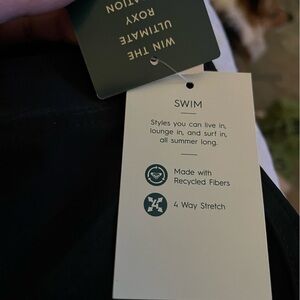 WIN THE
ULTIMATE
ROXY
SWIM
Styles you can live in,
lounge in, and surf in,
all summer long.
Made with
Recycled Fibers
4 Way Stretch